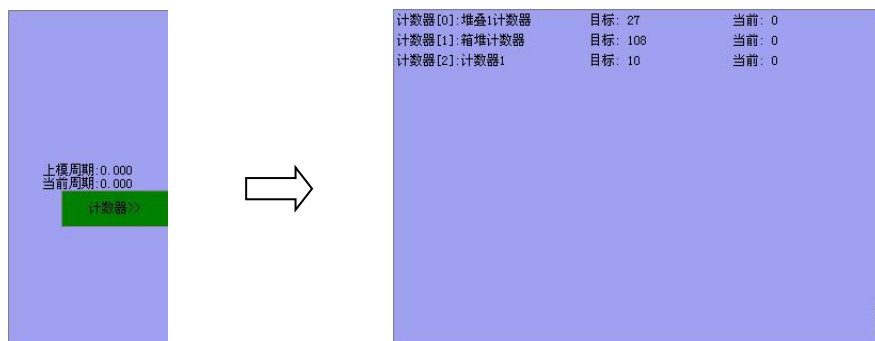 上模周期:0.000
当前周期:0.000
计数器>>
计数器[0]:堆叠1计数器 目标: 27 当前: 0
计数器[1]:箱堆计数器 目标: 108 当前: 0
计数器[2]:计数器1 目标: 10 当前: 0